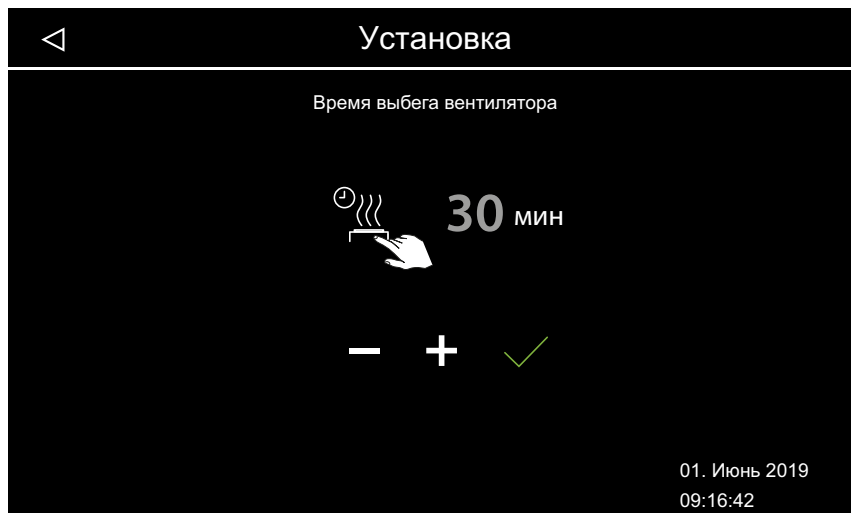 Установка
Время выбега вентилятора
30 мин
01. Июнь 2019
09:16:42